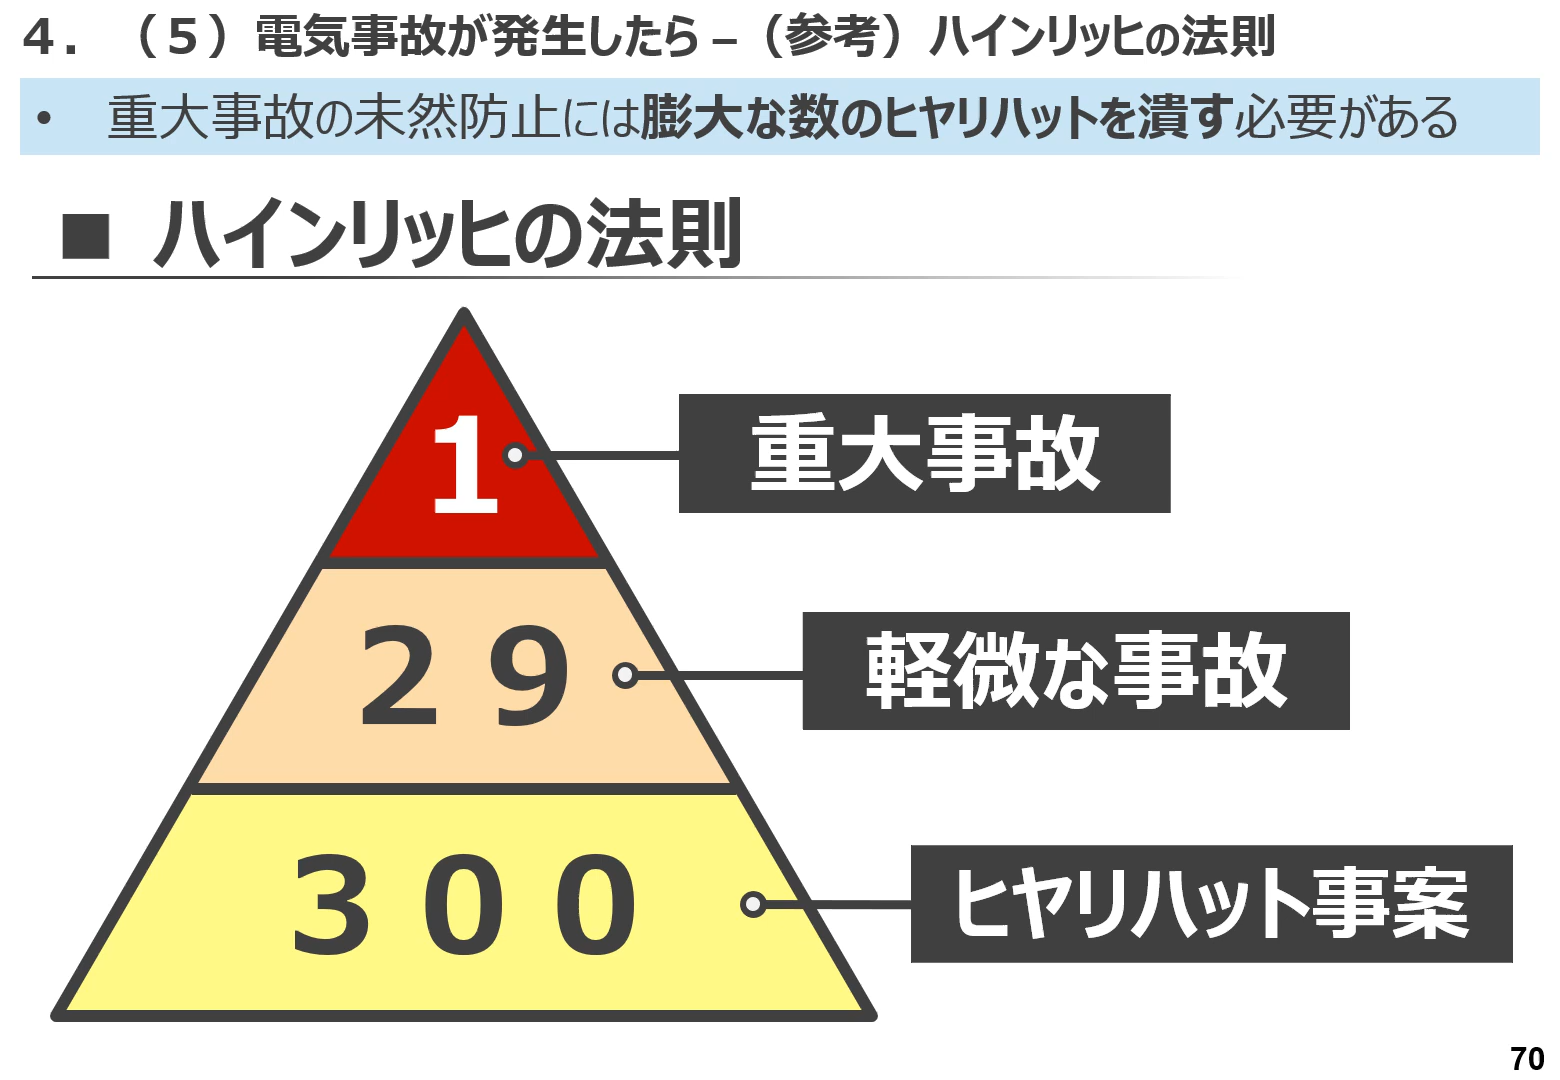 ４．（５）電気事故が発生したら –（参考）ハインリッヒの法則
• 重大事故の未然防止には膨大な数のヒヤリハットを潰す必要がある
■ ハインリッヒの法則
1
重大事故
２９
軽微な事故
３００
ヒヤリハット事案
70